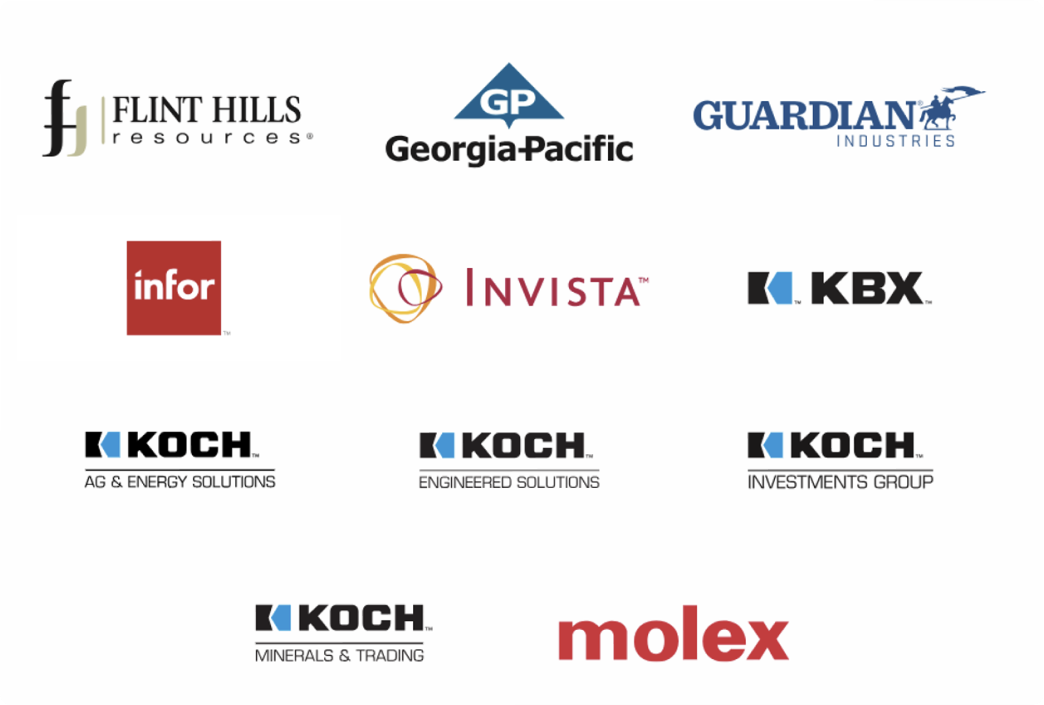 FLINT HILLS
resources®
GP
Georgia-Pacific
GUARDIAN®
INDUSTRIES
infor™
INVISTA™
™ KBX™
KOCH™
AG & ENERGY SOLUTIONS
KOCH™
ENGINEERED SOLUTIONS
KOCH™
INVESTMENTS GROUP
KOCH™
MINERALS & TRADING
molex